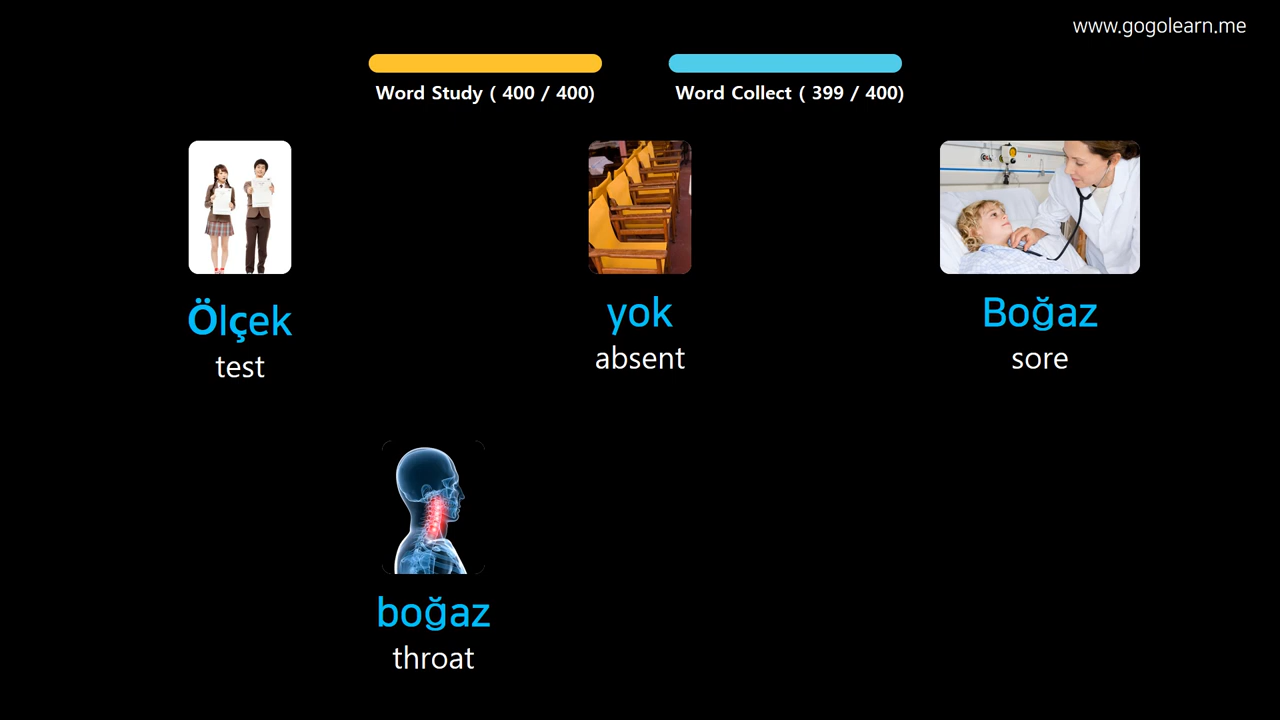 www.gogolearn.me
Word Study ( 400 / 400)
Word Collect ( 399 / 400)
Ölçek
test
yok
absent
Boğaz
sore
boğaz
throat